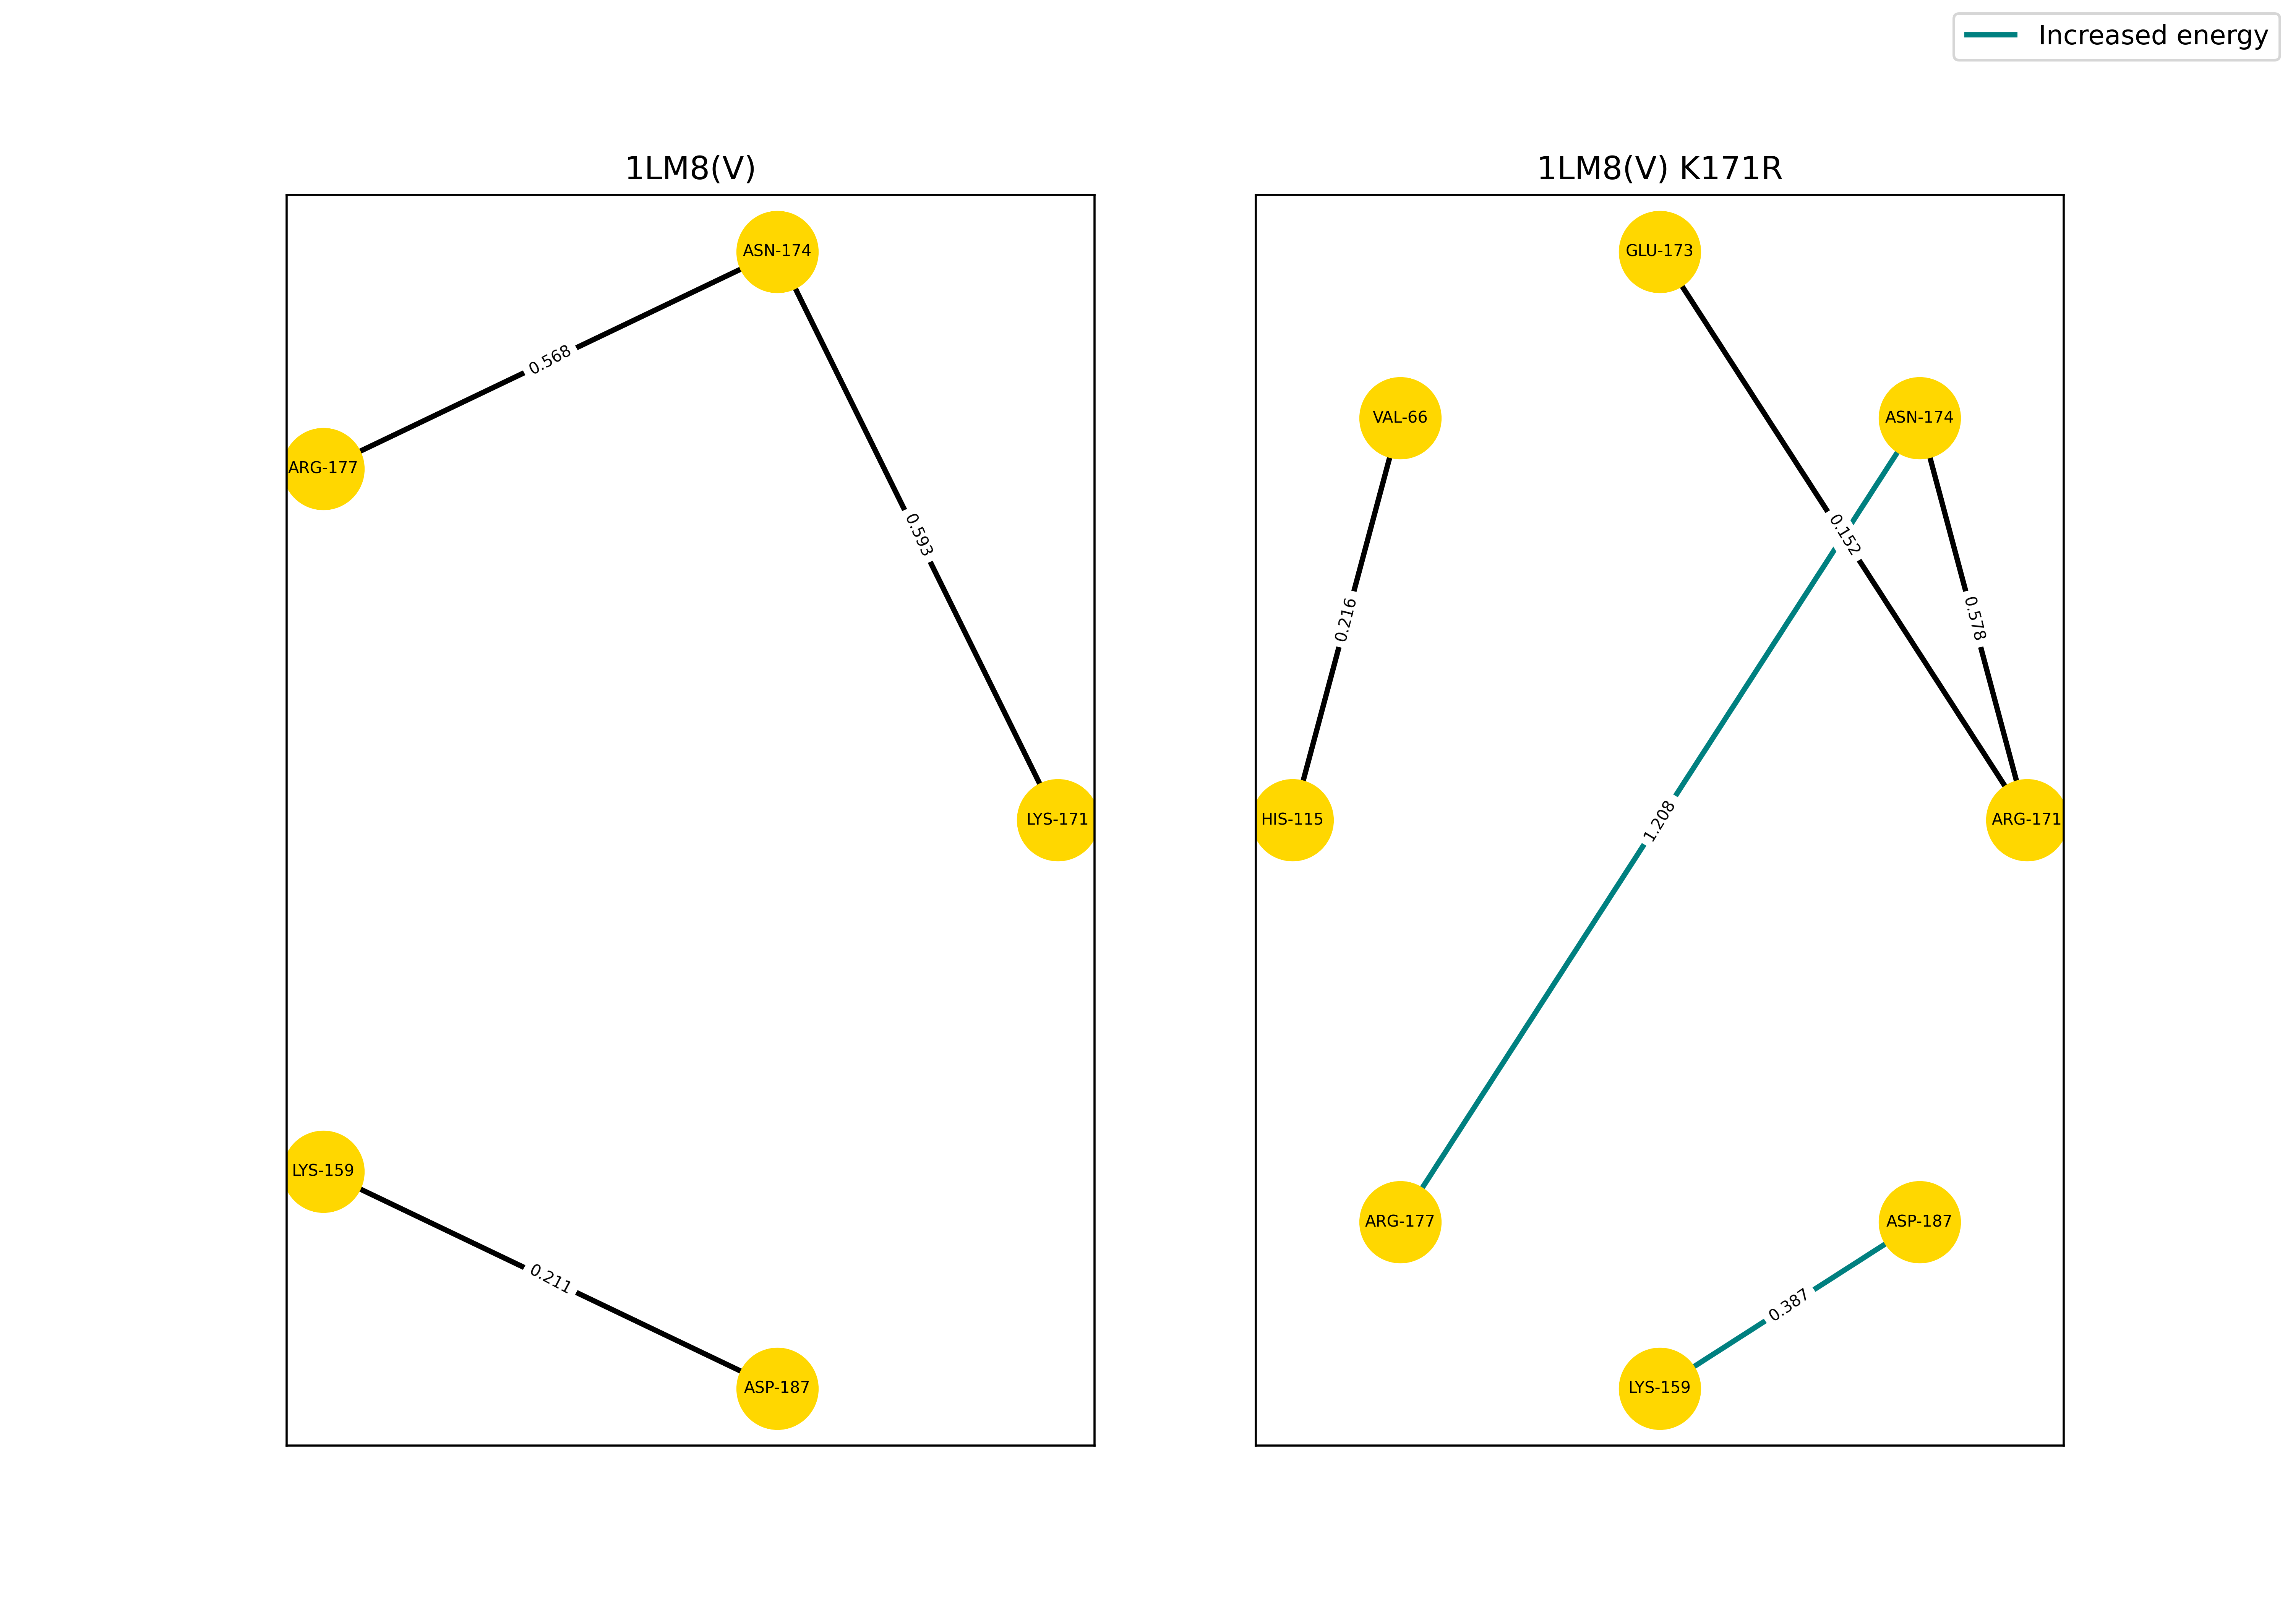 Increased energy
1LM8(V)
ASN-174
0.568
ARG-177
0.593
LYS-171
LYS-159
0.211
ASP-187
1LM8(V) K171R
GLU-173
VAL-66
ASN-174
0.152
0.216
0.578
HIS-115
1.208
ARG-171
ARG-177
ASP-187
0.387
LYS-159